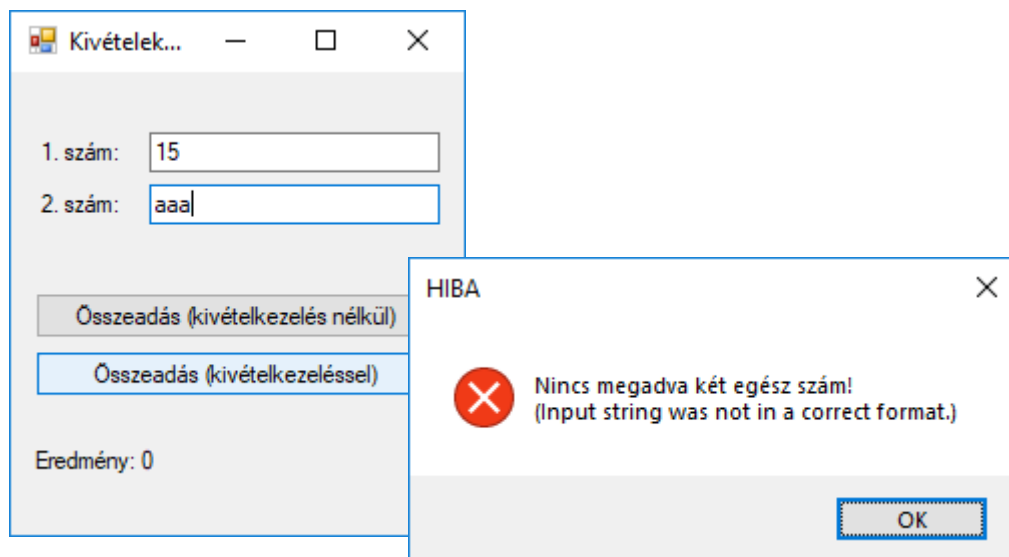 Kivételek...
1. szám: 15
2. szám: aaa
Összeadás (kivételkezelés nélkül)
Összeadás (kivételkezeléssel)
Eredmény: 0
HIBA
Nincs megadva két egész szám!
(Input string was not in a correct format.)
OK